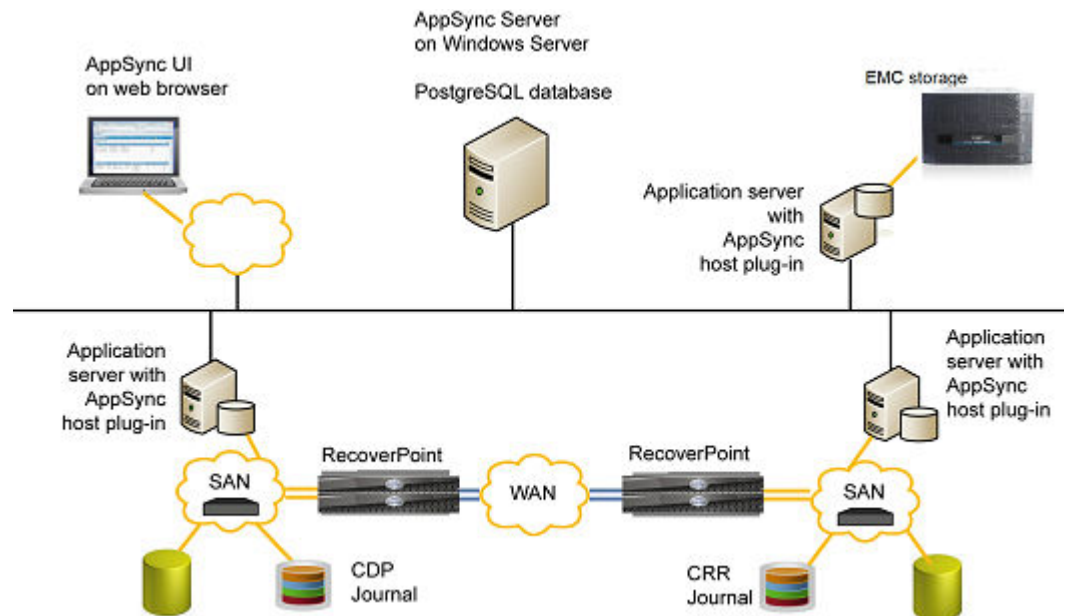 AppSync Server
on Windows Server
PostgreSQL database
AppSync UI
on web browser
EMC storage
Application server
with
AppSync
host plug-in
Application
server with
AppSync
host plug-in
Application
server with
AppSync
host plug-in
RecoverPoint
RecoverPoint
SAN
WAN
SAN
CDP
Journal
CRR
Journal